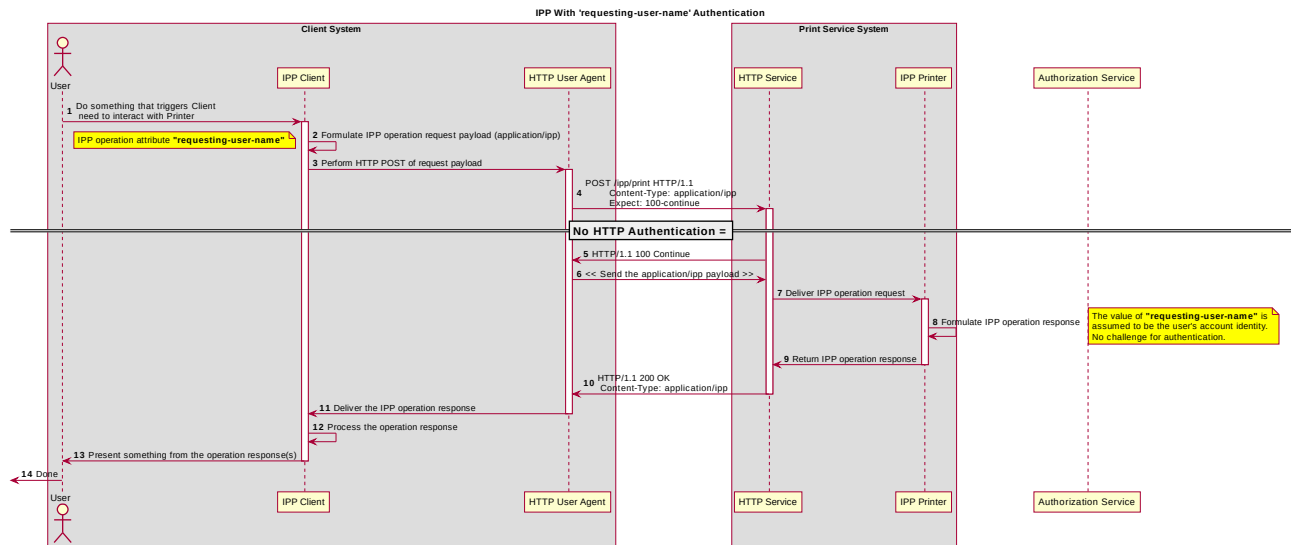 IPP With 'requesting-user-name' Authentication
Client System
Print Service System
User
IPP Client
HTTP User Agent
HTTP Service
IPP Printer
Authorization Service
1 Do something that triggers Client
need to interact with Printer
IPP operation attribute "requesting-user-name"
2 Formulate IPP operation request payload (application/ipp)
3 Perform HTTP POST of request payload
POST /ipp/print HTTP/1.1
4 Content-Type: application/ipp
Expect: 100-continue
No HTTP Authentication =
5 HTTP/1.1 100 Continue
6 << Send the application/ipp payload >>
7 Deliver IPP operation request
8 Formulate IPP operation response
The value of "requesting-user-name" is
assumed to be the user's account identity.
No challenge for authentication.
9 Return IPP operation response
10 HTTP/1.1 200 OK
Content-Type: application/ipp
11 Deliver the IPP operation response
12 Process the operation response
13 Present something from the operation response(s)
14 Done
User
IPP Client
HTTP User Agent
HTTP Service
IPP Printer
Authorization Service